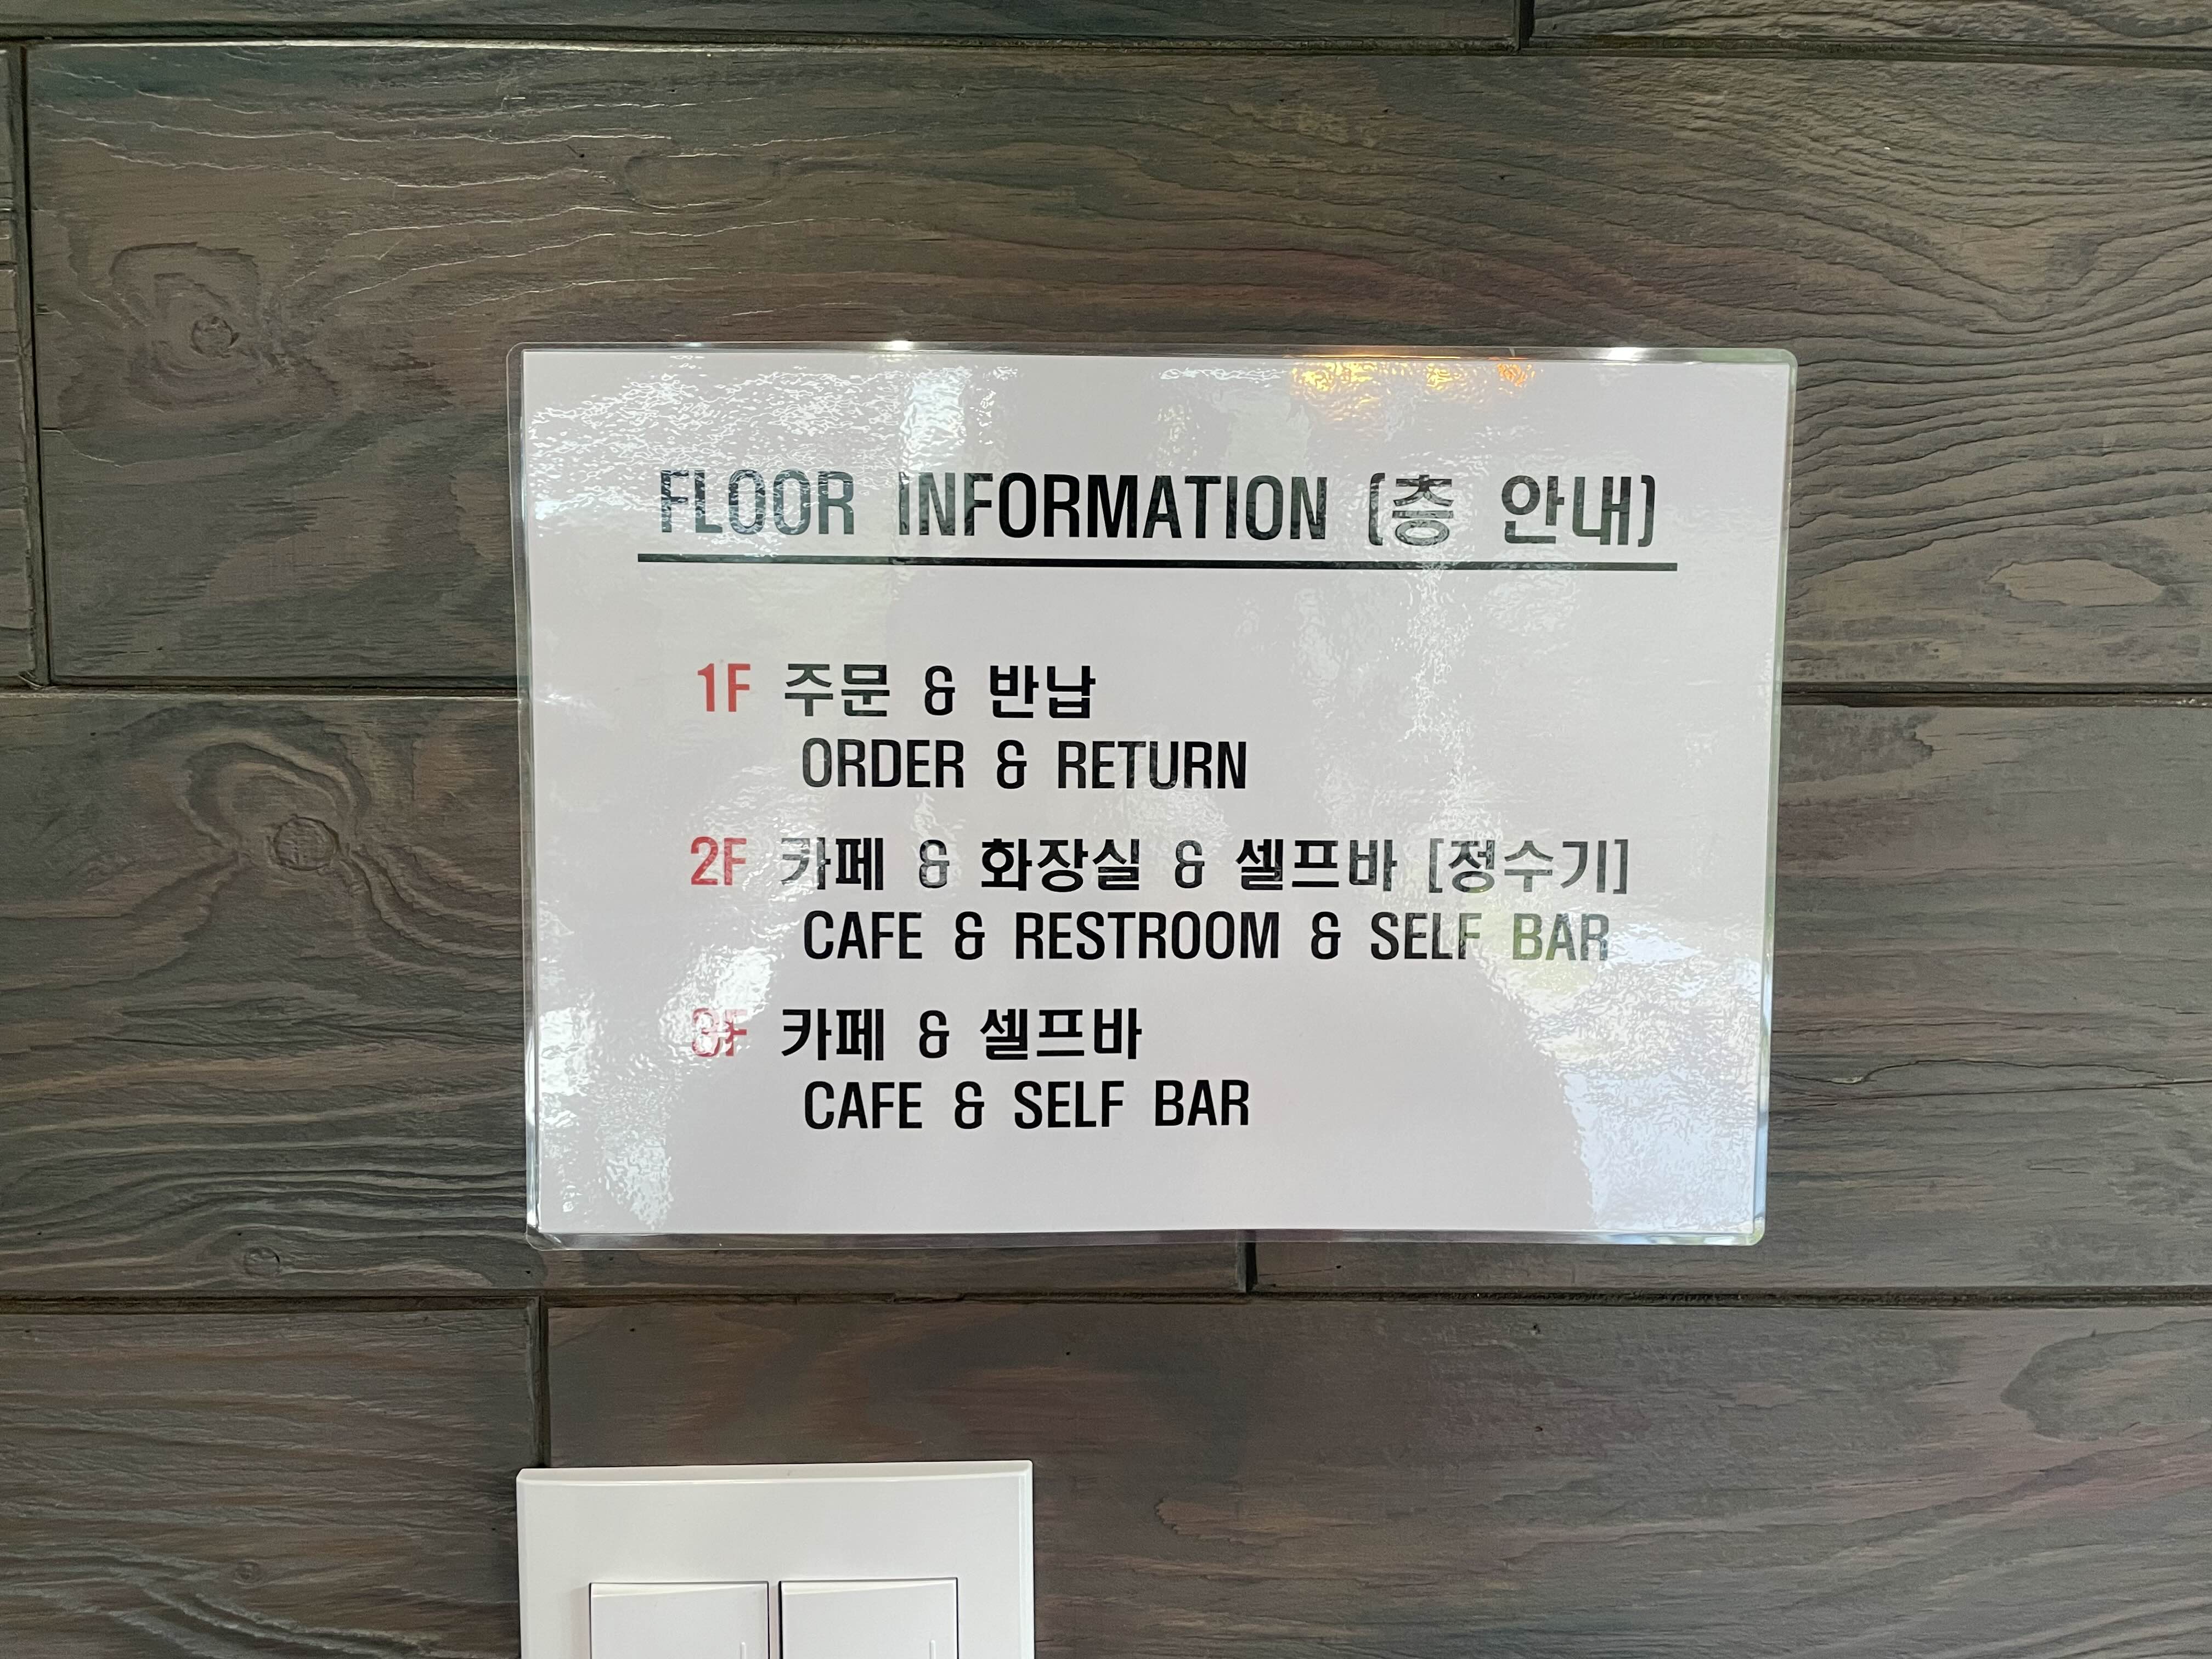 FLOOR INFORMATION (층 안내)
1F 주문 & 반납
ORDER & RETURN
2F 카페 & 화장실 & 셀프바 [정수기]
CAFE & RESTROOM & SELF BAR
3F 카페 & 셀프바
CAFE & SELF BAR